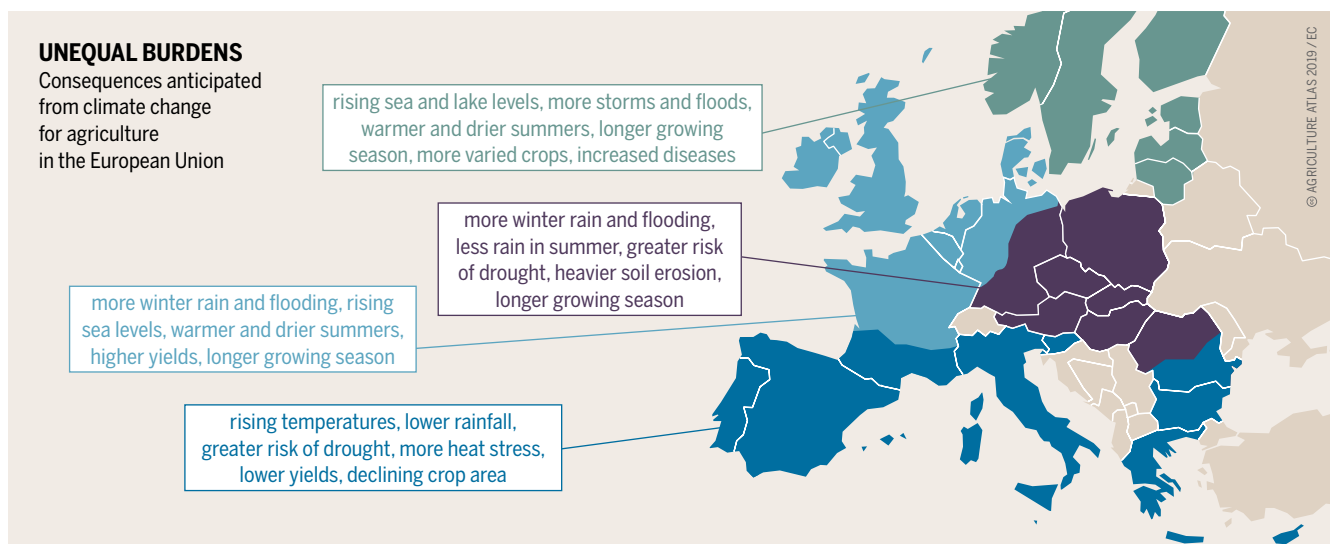 UNEQUAL BURDENS
Consequences anticipated
from climate change
for agriculture
in the European Union
rising sea and lake levels, more storms and floods,
warmer and drier summers, longer growing
season, more varied crops, increased diseases
more winter rain and flooding,
less rain in summer, greater risk
of drought, heavier soil erosion,
longer growing season
more winter rain and flooding, rising
sea levels, warmer and drier summers,
higher yields, longer growing season
rising temperatures, lower rainfall,
greater risk of drought, more heat stress,
lower yields, declining crop area
AGRICULTURE ATLAS 2019 / EC